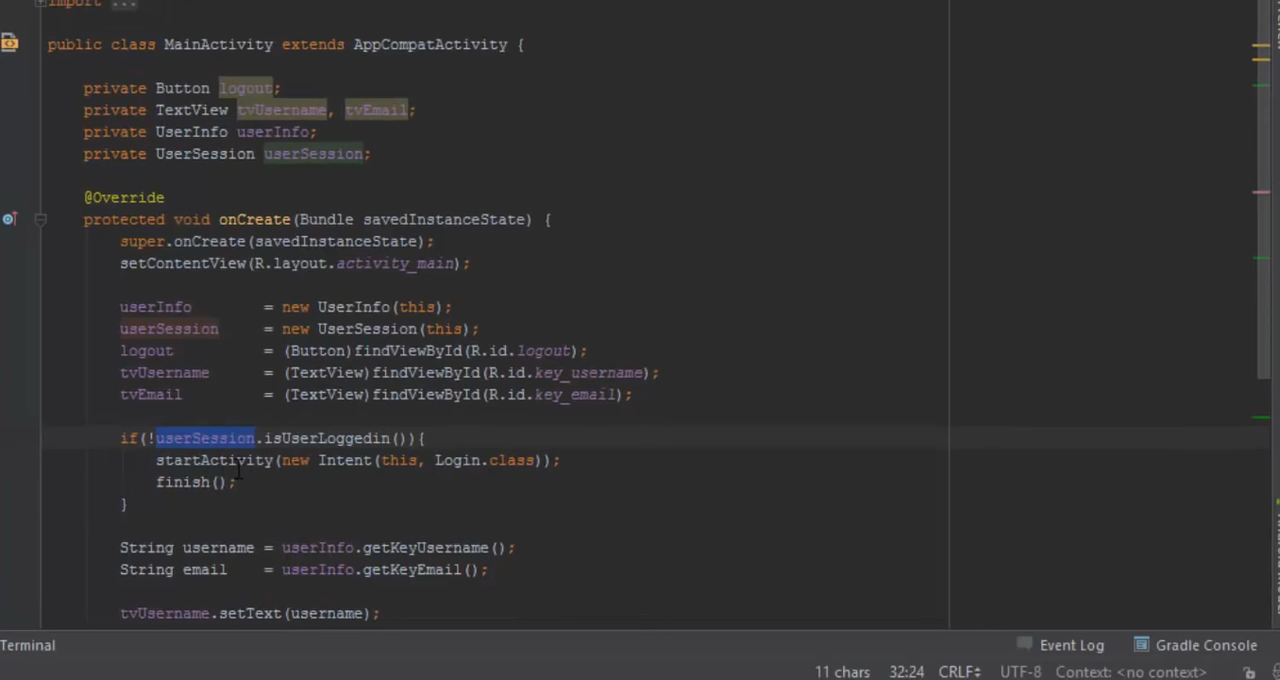 import ...
public class MainActivity extends AppCompatActivity {
private Button logout;
private TextView tvUsername, tvEmail;
private UserInfo userInfo;
private UserSession userSession;
@Override
protected void onCreate(Bundle savedInstanceState) {
super.onCreate(savedInstanceState);
setContentView(R.layout.activity_main);
userInfo = new UserInfo(this);
userSession = new UserSession(this);
logout = (Button)findViewById(R.id.logout);
tvUsername = (TextView)findViewById(R.id.key_username);
tvEmail = (TextView)findViewById(R.id.key_email);
if(!userSession.isUserLoggedin()){
startActivity(new Intent(this, Login.class));
finish();
}
String username = userInfo.getKeyUsername();
String email = userInfo.getKeyEmail();
tvUsername.setText(username);
Terminal Event Log Gradle Console
11 chars 32:24 CRLF UTF-8 Context: <no context>